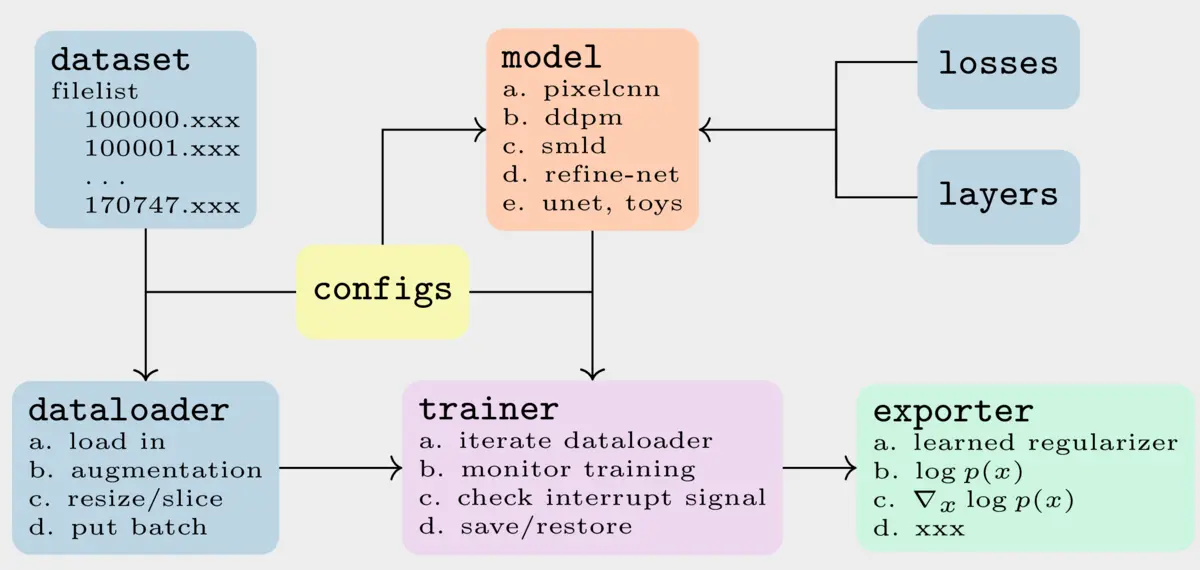 dataset
filelist
100000.xxx
100001.xxx
...
170747.xxx
model
a. pixelcnn
b. ddpm
c. smld
d. refine-net
e. unet, toys
losses
layers
configs
dataloader
a. load in
b. augmentation
c. resize/slice
d. put batch
trainer
a. iterate dataloader
b. monitor training
c. check interrupt signal
d. save/restore
exporter
a. learned regularizer
b. log p(x)
c. ∇ₓ log p(x)
d. xxx